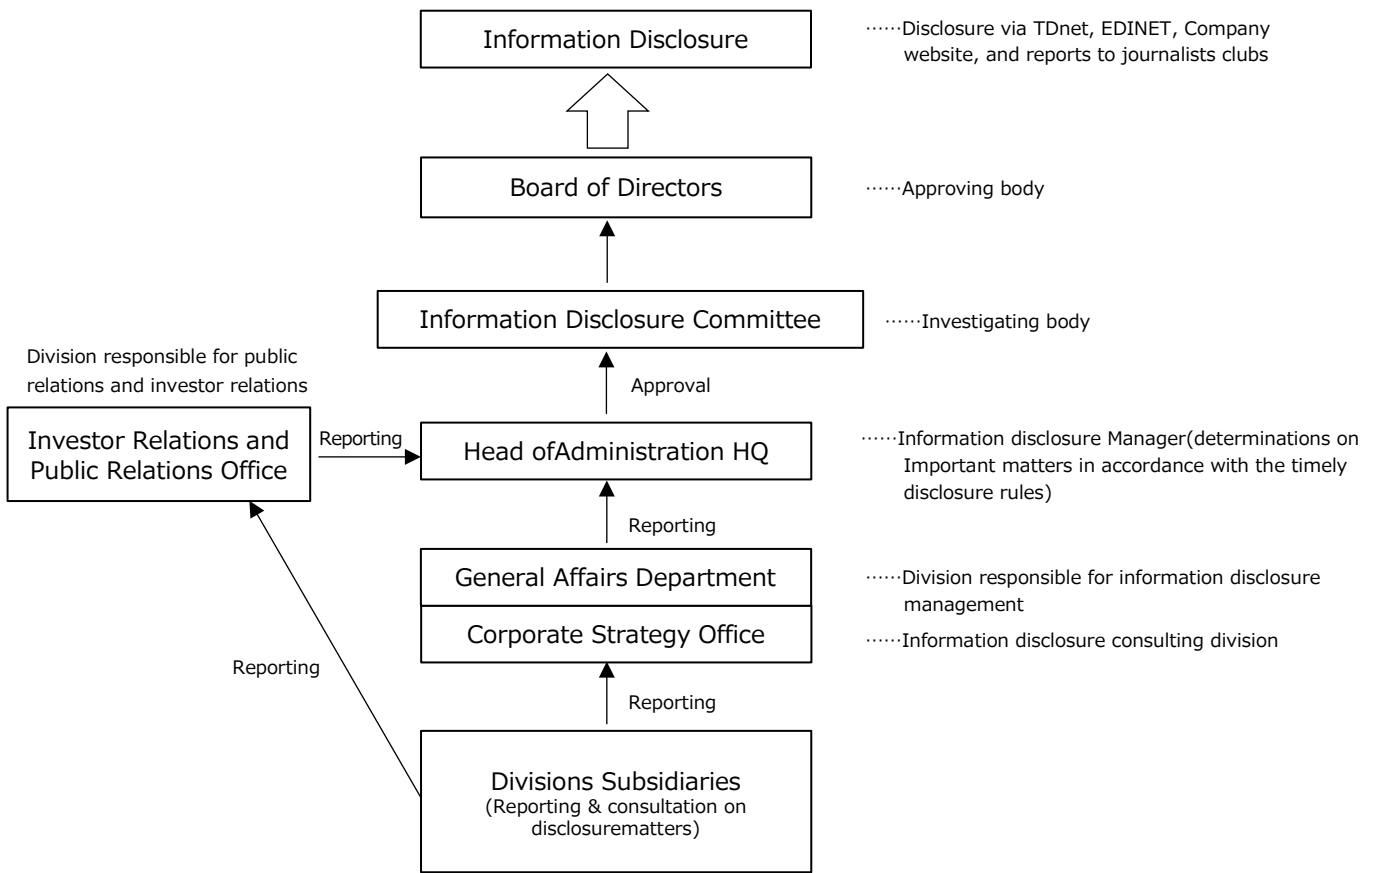 Information Disclosure
······Disclosure via TDnet, EDINET, Company
website, and reports to journalists clubs
Board of Directors
······Approving body
Information Disclosure Committee
······Investigating body
Division responsible for public
relations and investor relations
Approval
Investor Relations and
Public Relations Office
Reporting
Head ofAdministration HQ
······Information disclosure Manager(determinations on
Important matters in accordance with the timely
disclosure rules)
Reporting
General Affairs Department
······Division responsible for information disclosure
management
Corporate Strategy Office
······Information disclosure consulting division
Reporting
Reporting
Divisions Subsidiaries
(Reporting & consultation on
disclosurematters)